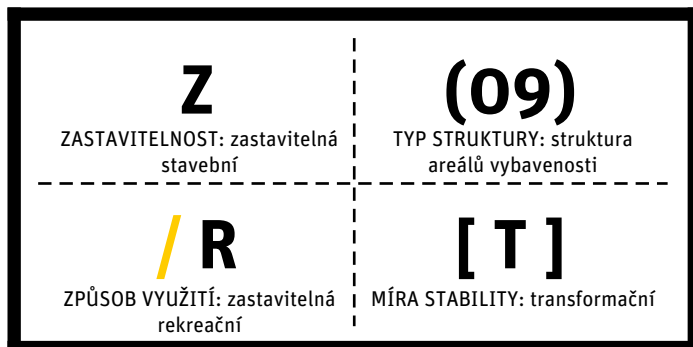 Z
ZASTAVITELNOST: zastavitelná
stavební
(09)
TYP STRUKTURY: struktura
areálů vybavenosti
/ R
ZPŮSOB VYUŽITÍ: zastavitelná
rekreační
[ T ]
MÍRA STABILITY: transformační